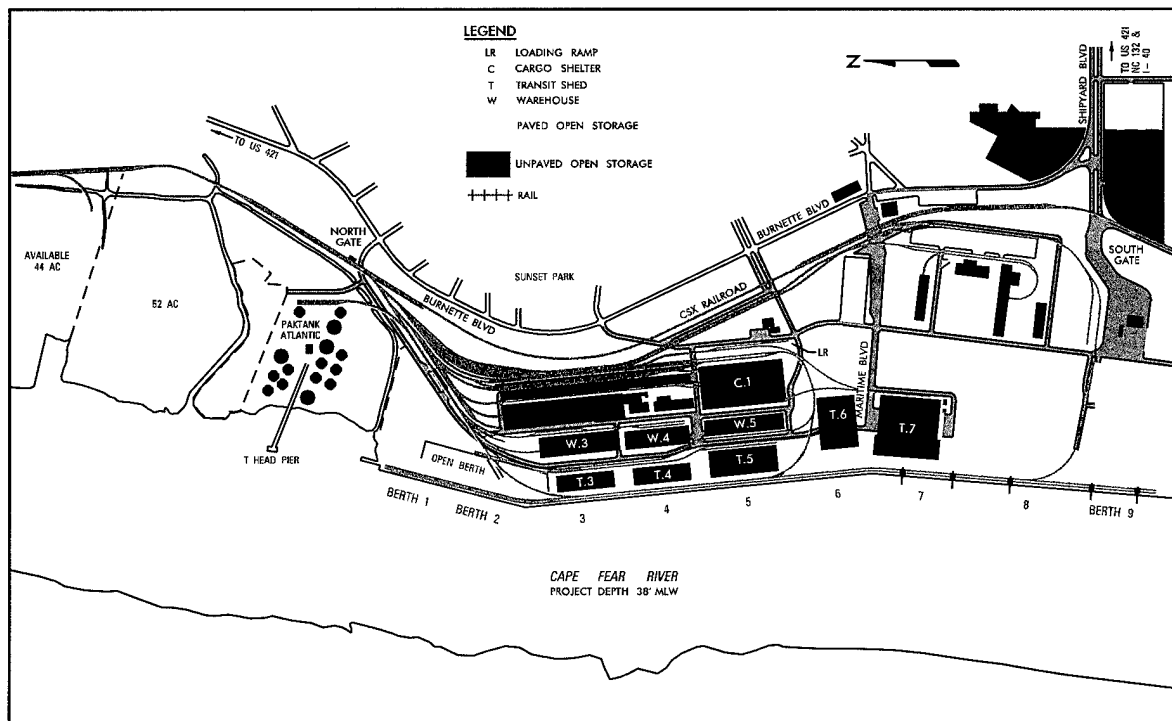 LEGEND
LR LOADING RAMP
C CARGO SHELTER
T TRANSIT SHED
W WAREHOUSE
PAVED OPEN STORAGE
UNPAVED OPEN STORAGE
RAIL
N
SHIPYARD BLVD
TO US 421
NC 132 &
I-40
TO US 421
NORTH
GATE
BURNETTE BLVD
SUNSET PARK
BURNETTE BLVD
CSX RAILROAD
SOUTH
GATE
AVAILABLE
44 AC
52 AC
PAKTANK
ATLANTIC
T HEAD PIER
LR
MARITIME BLVD
C.1
W.3
W.4
W.5
T.6
T.7
OPEN BERTH
T.3
T.4
T.5
BERTH 1
BERTH 2
3
4
5
6
7
8
BERTH 9
CAPE FEAR RIVER
PROJECT DEPTH 38' MLW